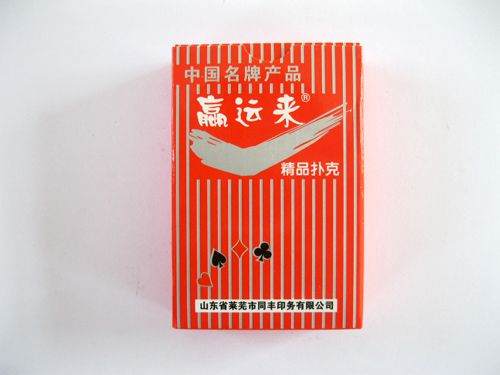 中国名牌产品
赢运来®
精品扑克
山东省莱芜市同丰印务有限公司